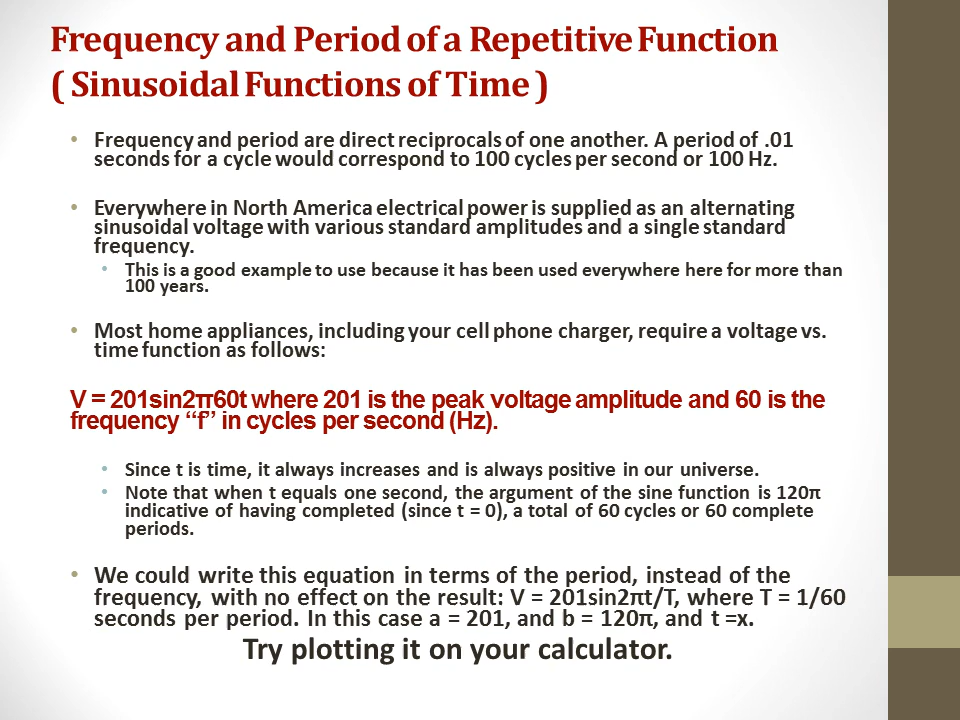 Frequency and Period of a Repetitive Function
( Sinusoidal Functions of Time )
• Frequency and period are direct reciprocals of one another. A period of .01
seconds for a cycle would correspond to 100 cycles per second or 100 Hz.
• Everywhere in North America electrical power is supplied as an alternating
sinusoidal voltage with various standard amplitudes and a single standard
frequency.
• This is a good example to use because it has been used everywhere here for more than
100 years.
• Most home appliances, including your cell phone charger, require a voltage vs.
time function as follows:
V = 201sin2π60t where 201 is the peak voltage amplitude and 60 is the
frequency “f” in cycles per second (Hz).
• Since t is time, it always increases and is always positive in our universe.
• Note that when t equals one second, the argument of the sine function is 120π
indicative of having completed (since t = 0), a total of 60 cycles or 60 complete
periods.
• We could write this equation in terms of the period, instead of the
frequency, with no effect on the result: V = 201sin2πt/T, where T = 1/60
seconds per period. In this case a = 201, and b = 120π, and t =x.
Try plotting it on your calculator.